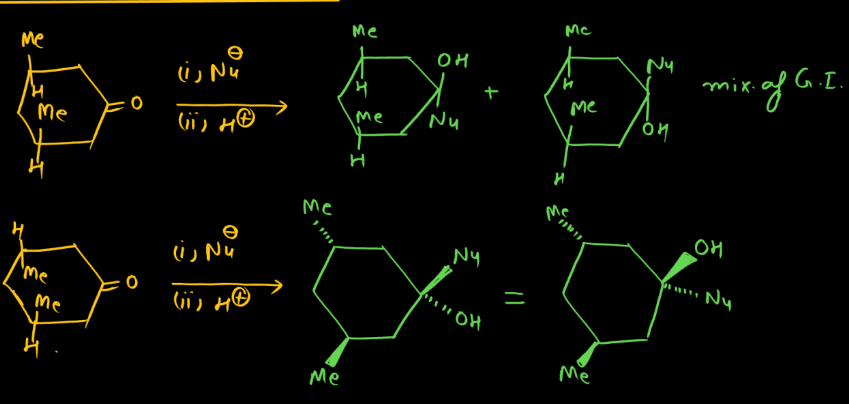 Me H Me H O (i) Nu⊖ (ii) H⊕ Me H Me H OH Nu + Me H Me H Nu OH mix. of G.I.
H Me Me H O (i) Nu⊖ (ii) H⊕ Me Me Nu OH = Me Me OH Nu